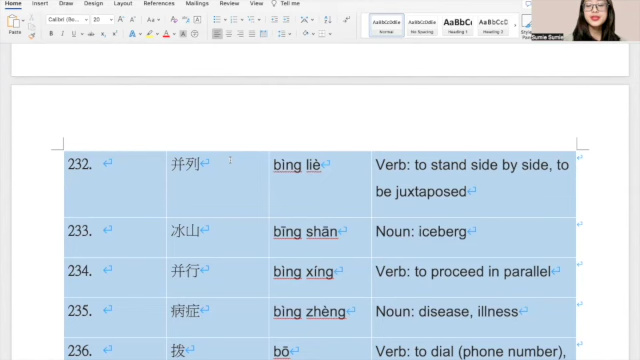 Home Insert Draw Design Layout References Mailings Review View Tell me
Calibri (Bo... 20
Paste
AaBbCcDdEe AaBbCcDdEe AaBbC AaBbCcD
Normal No Spacing Heading 1 Heading 2
Sumie Sumie
232. 并列 bìng liè Verb: to stand side by side, to
be juxtaposed
233. 冰山 bīng shān Noun: iceberg
234. 并行 bìng xíng Verb: to proceed in parallel
235. 病症 bìng zhèng Noun: disease, illness
236. 拨 bō Verb: to dial (phone number),